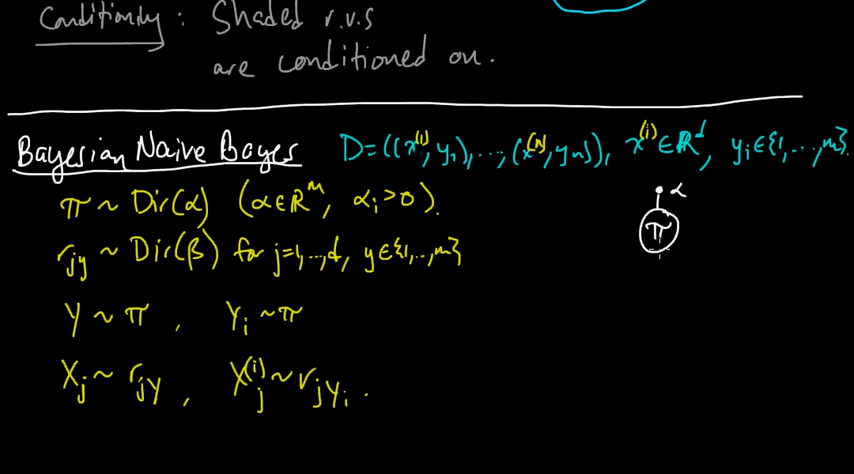 Conditioning: Shaded r.v.s
are conditioned on.
Bayesian Naive Bayes D=((x^(1), y_1),...,(x^(n), y_n)), x^(i)∈ℝ^d, y_i∈{1,...,m}.
π ~ Dir(α) (α∈ℝ^m, α_i>0).
α
π
r_jy ~ Dir(β) for j=1,...,d, y∈{1,...,m}
Y ~ π, Y_i ~ π
X_j ~ r_jY, X_j^(i) ~ r_jY_i.